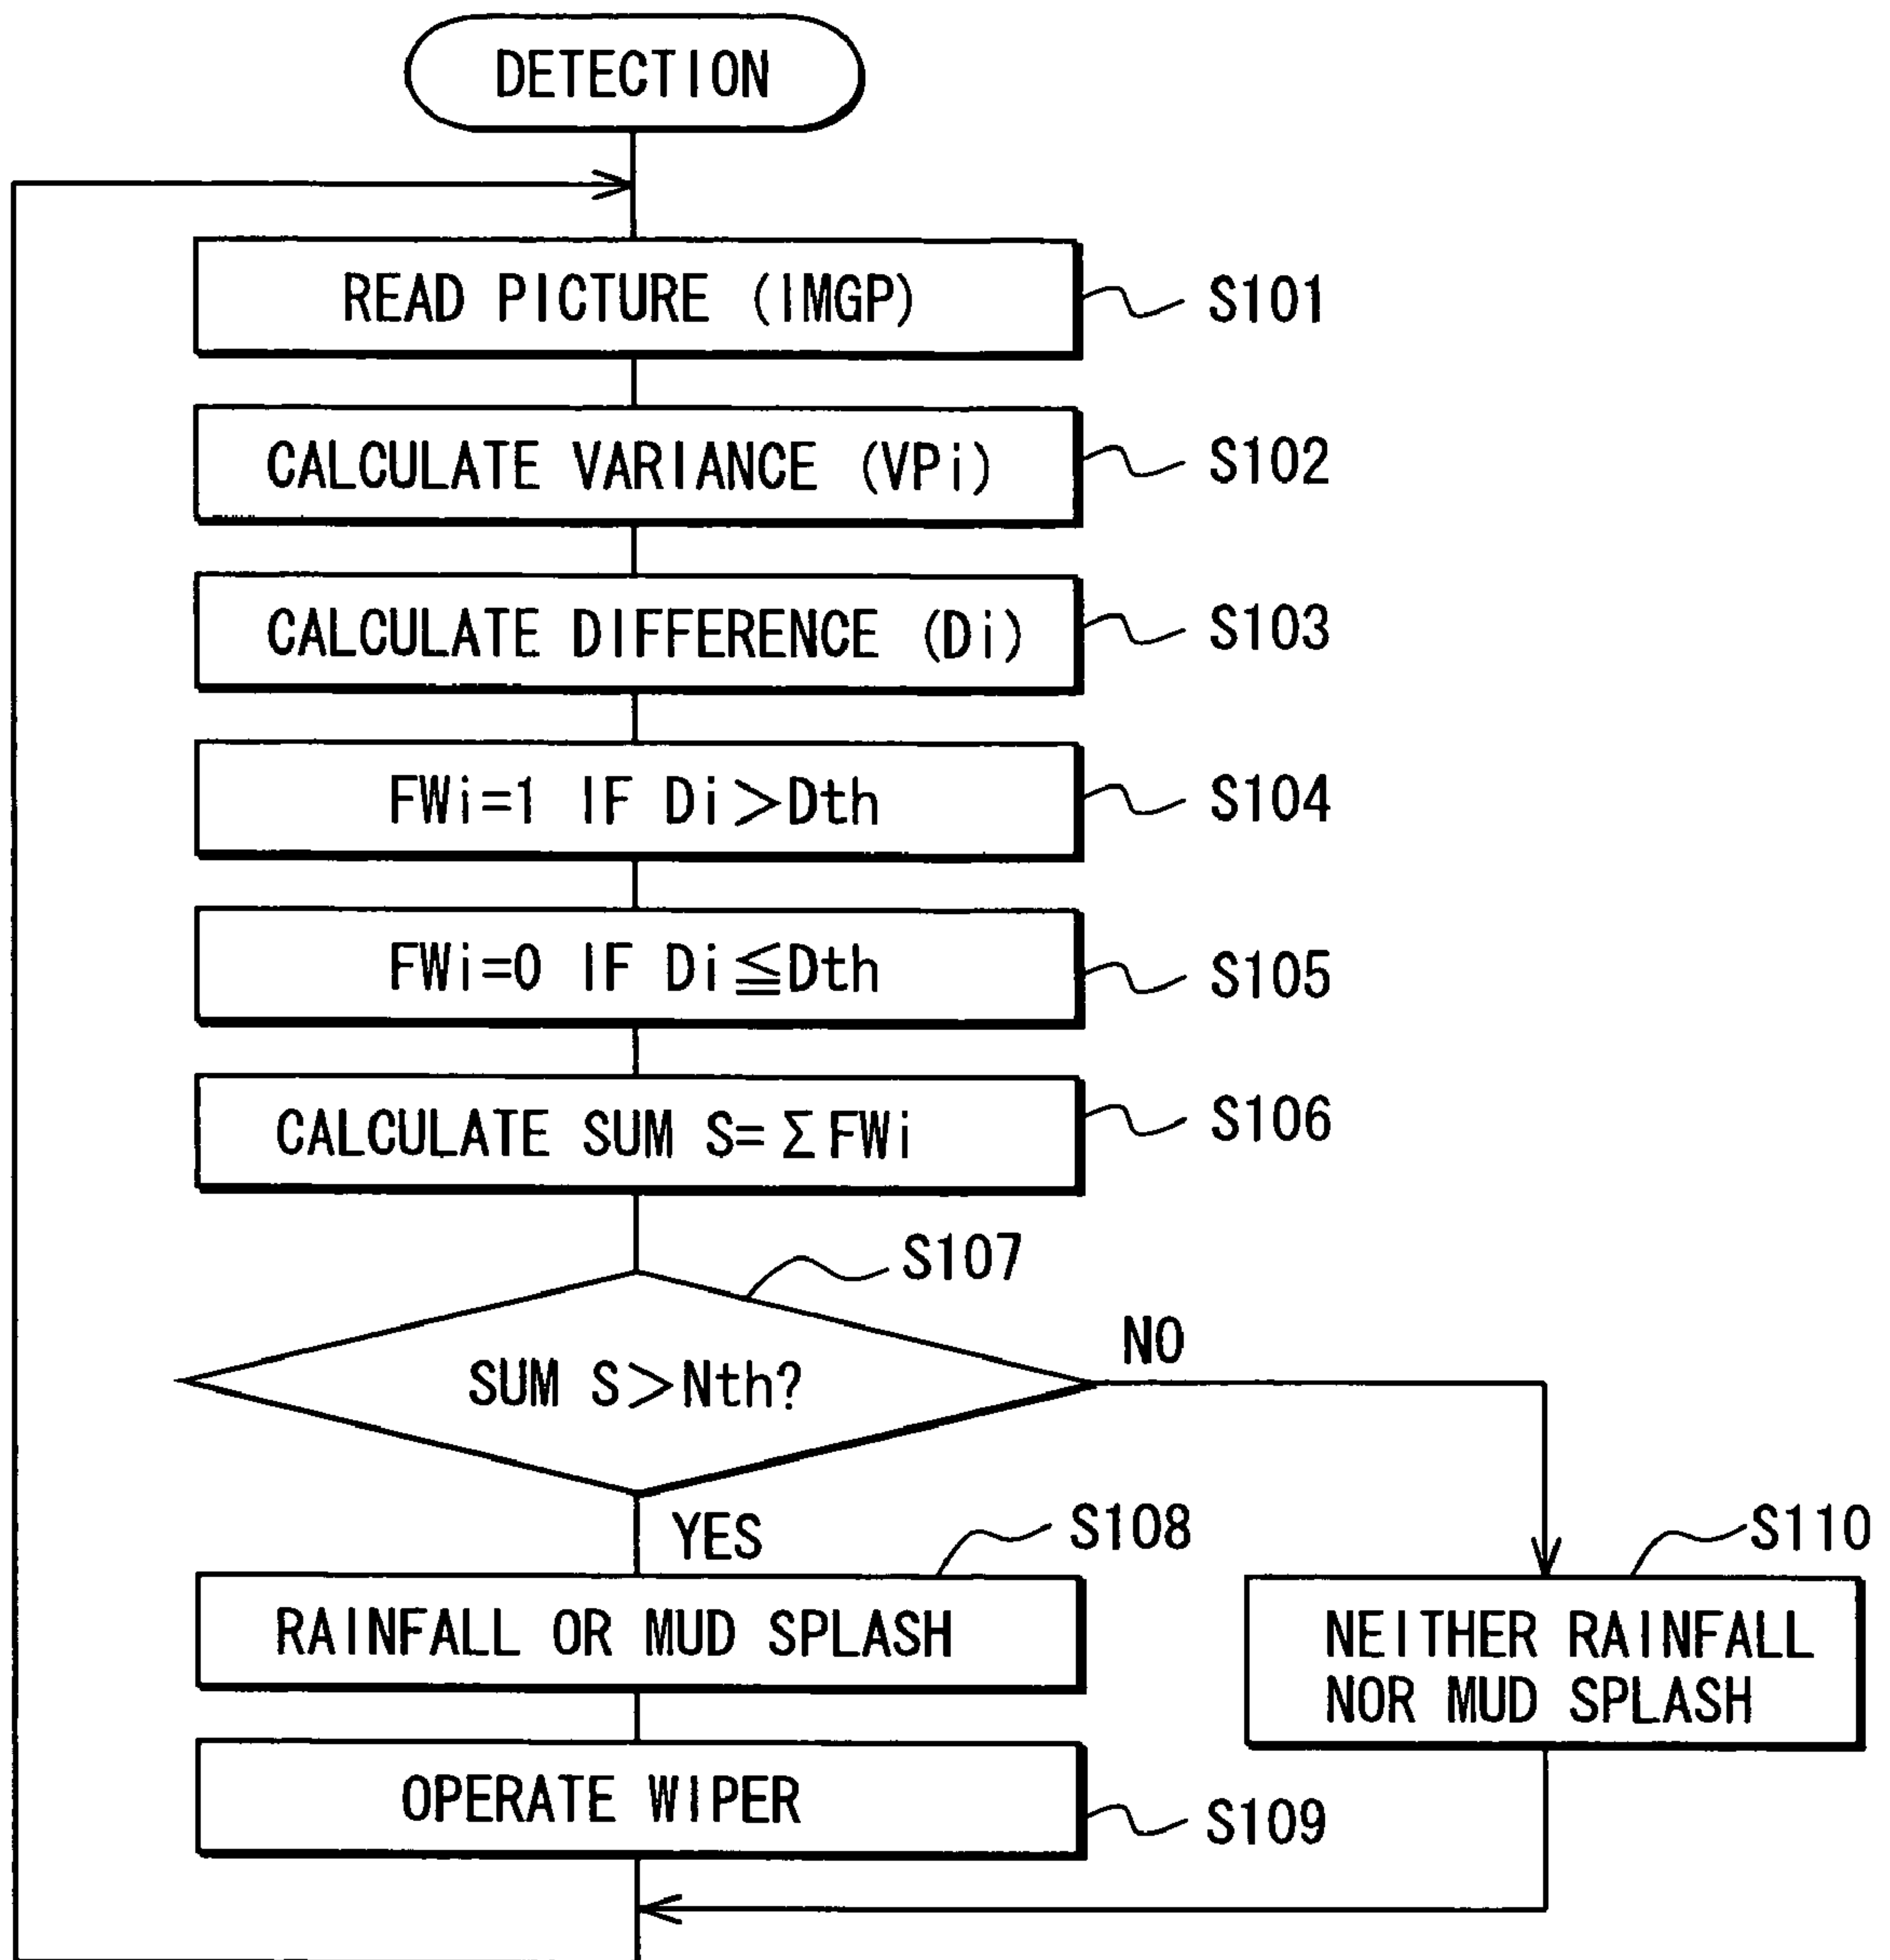 DETECTION
READ PICTURE (IMGP)
S101
CALCULATE VARIANCE (VPi)
S102
CALCULATE DIFFERENCE (Di)
S103
FWi=1 IF Di>Dth
S104
FWi=0 IF Di≦Dth
S105
CALCULATE SUM S=ΣFWi
S106
S107
SUM S>Nth?
NO
YES
S108
S110
RAINFALL OR MUD SPLASH
NEITHER RAINFALL
NOR MUD SPLASH
OPERATE WIPER
S109